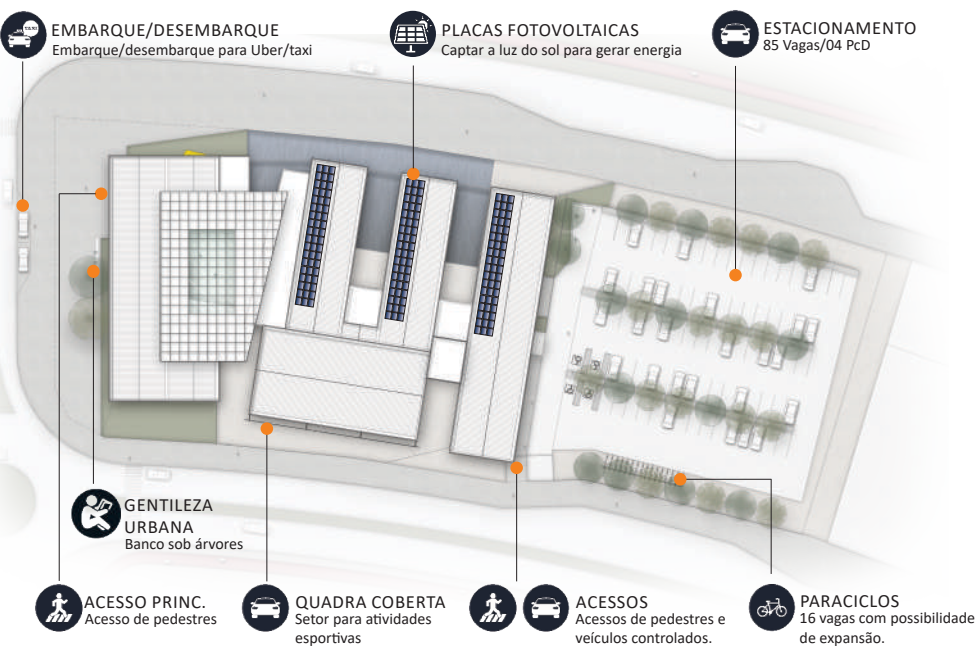 EMBARQUE/DESEMBARQUE
Embarque/desembarque para Uber/taxi
PLACAS FOTOVOLTAICAS
Captar a luz do sol para gerar energia
ESTACIONAMENTO
85 Vagas/04 PcD
GENTILEZA
URBANA
Banco sob árvores
ACESSO PRINC.
Acesso de pedestres
QUADRA COBERTA
Setor para atividades
esportivas
ACESSOS
Acessos de pedestres e
veículos controlados.
PARACICLOS
16 vagas com possibilidade
de expansão.